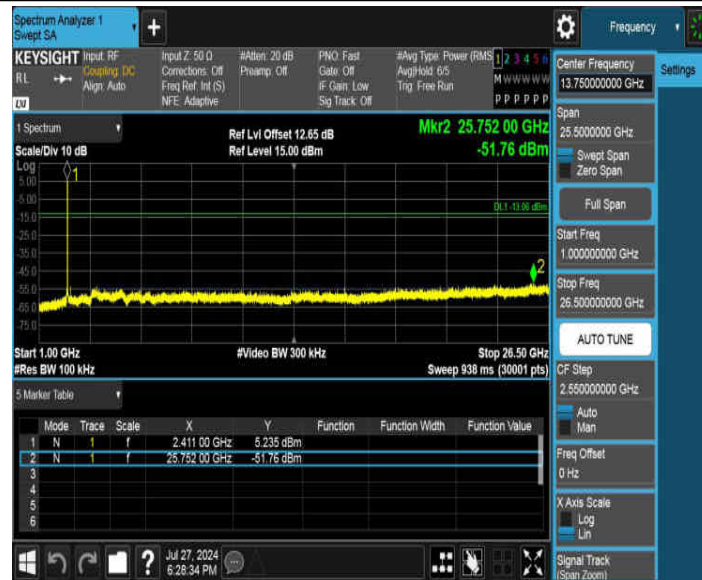 Spectrum Analyzer 1
Swept SA
+
Frequency
KEYSIGHT
RL
LXI
Input: RF
Coupling: DC
Align: Auto
Input Z: 50 Ω
Corrections: Off
Freq Ref: Int (S)
NFE: Adaptive
#Atten: 20 dB
Preamp: Off
PNO: Fast
Gate: Off
IF Gain: Low
Sig Track: Off
#Avg Type: Power (RMS
Avg|Hold: 6/5
Trig: Free Run
1 2 3 4 5 6
M W W W W W
P P P P P P
1 Spectrum
Scale/Div 10 dB
Ref Lvl Offset 12.65 dB
Ref Level 15.00 dBm
Mkr2 25.752 00 GHz
-51.76 dBm
Log
1
5.00
-5.00
-15.0
DL1 -13.06 dBm
-25.0
-35.0
-45.0
2
-55.0
-65.0
-75.0
Start 1.00 GHz
#Video BW 300 kHz
Stop 26.50 GHz
#Res BW 100 kHz
Sweep 938 ms (30001 pts)
5 Marker Table
Mode Trace Scale X Y Function Function Width Function Value
1 N 1 f 2.411 00 GHz 5.235 dBm
2 N 1 f 25.752 00 GHz -51.76 dBm
3
4
5
6
Jul 27, 2024
6:28:34 PM
Settings
Center Frequency
13.750000000 GHz
Span
25.5000000 GHz
Swept Span
Zero Span
Full Span
Start Freq
1.000000000 GHz
Stop Freq
26.500000000 GHz
AUTO TUNE
CF Step
2.550000000 GHz
Auto
Man
Freq Offset
0 Hz
X Axis Scale
Log
Lin
Signal Track
(Span Zoom)